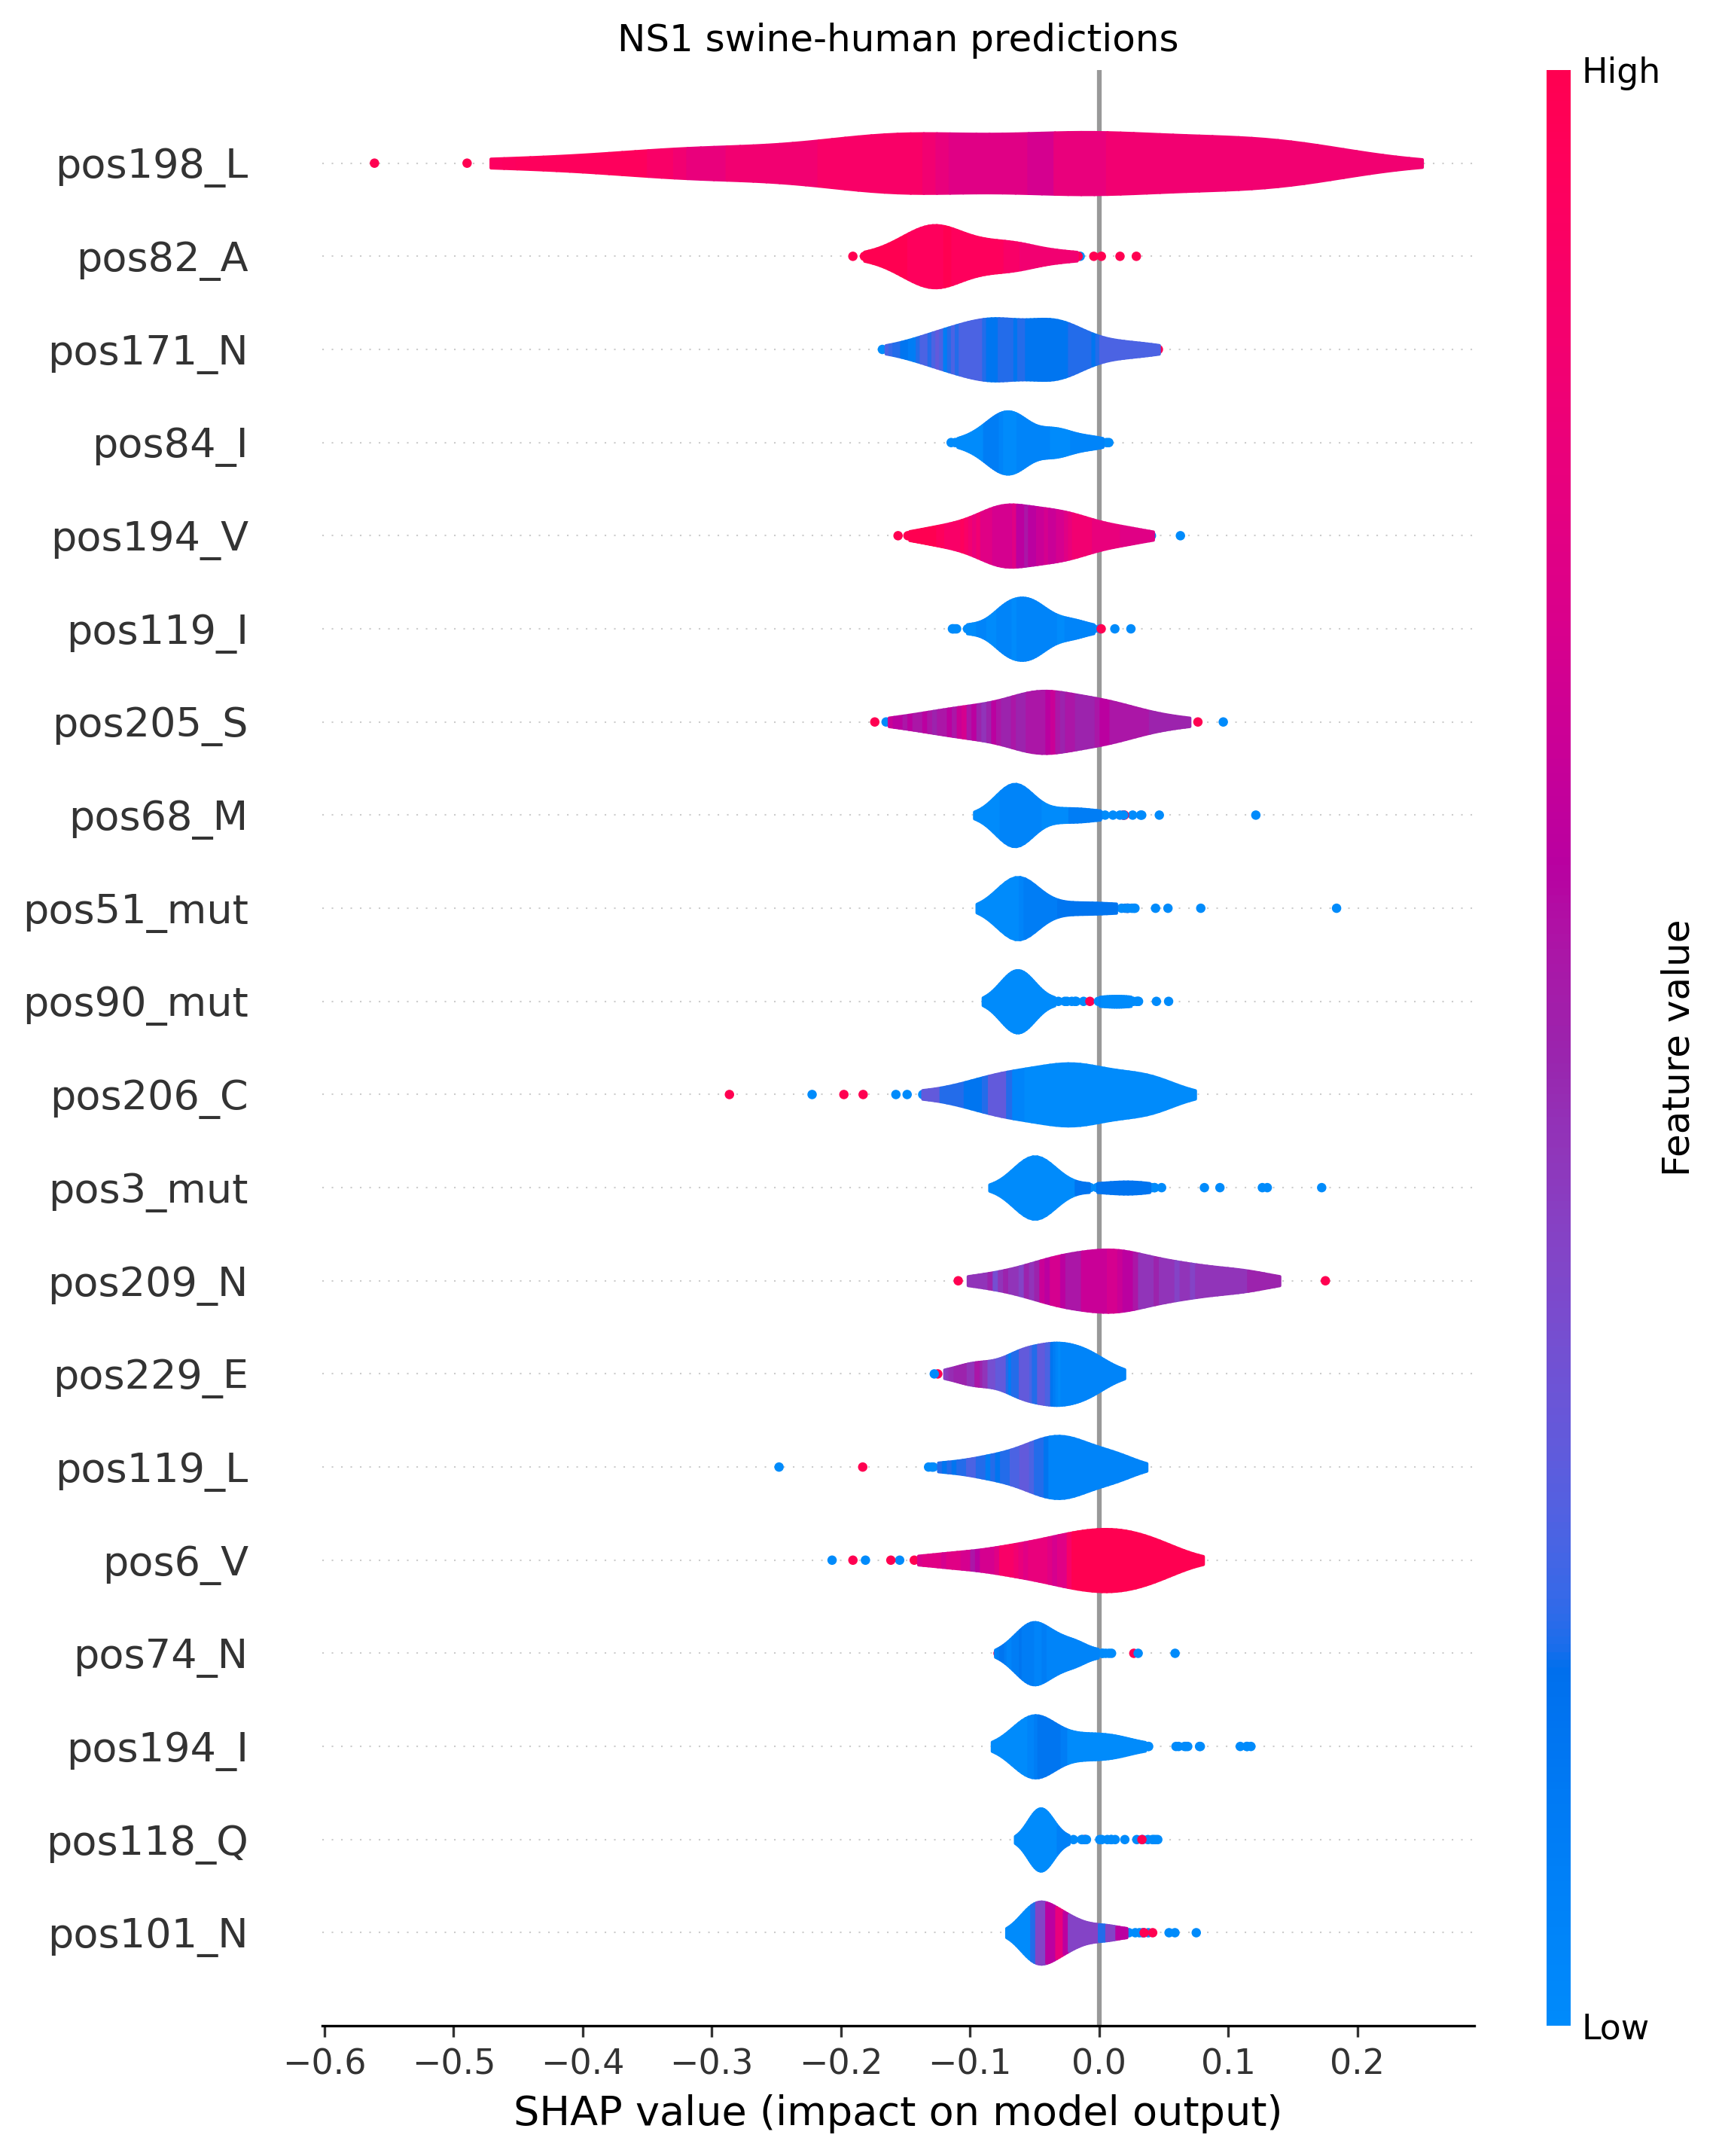 NS1 swine-human predictions
High
pos198_L
pos82_A
pos171_N
pos84_I
pos194_V
pos119_I
pos205_S
pos68_M
pos51_mut
pos90_mut
pos206_C
pos3_mut
pos209_N
pos229_E
pos119_L
pos6_V
pos74_N
pos194_I
pos118_Q
pos101_N
Feature value
Low
−0.6 −0.5 −0.4 −0.3 −0.2 −0.1 0.0 0.1 0.2
SHAP value (impact on model output)